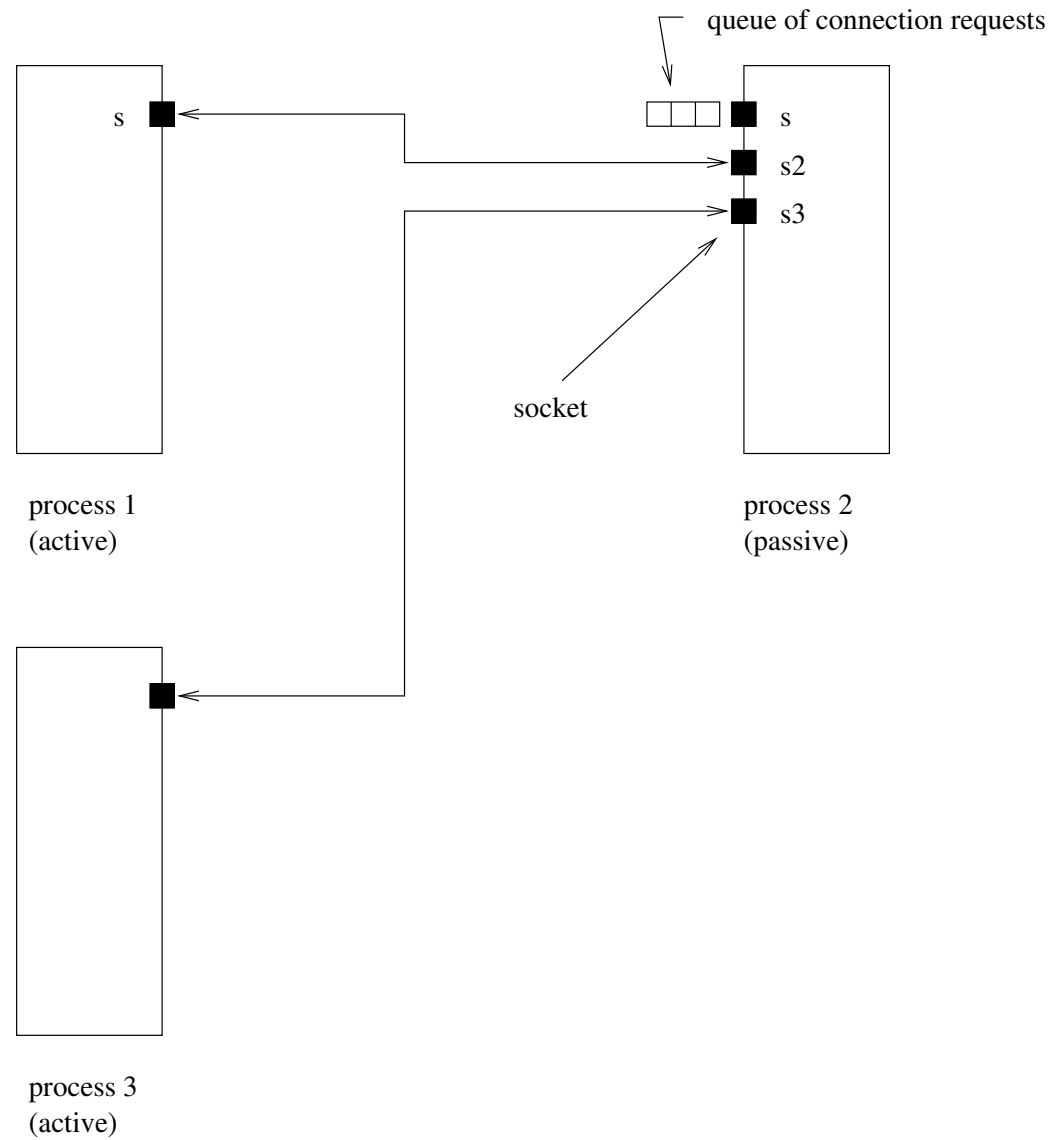 queue of connection requests
s
s
s2
s3
socket
process 1
(active)
process 2
(passive)
process 3
(active)